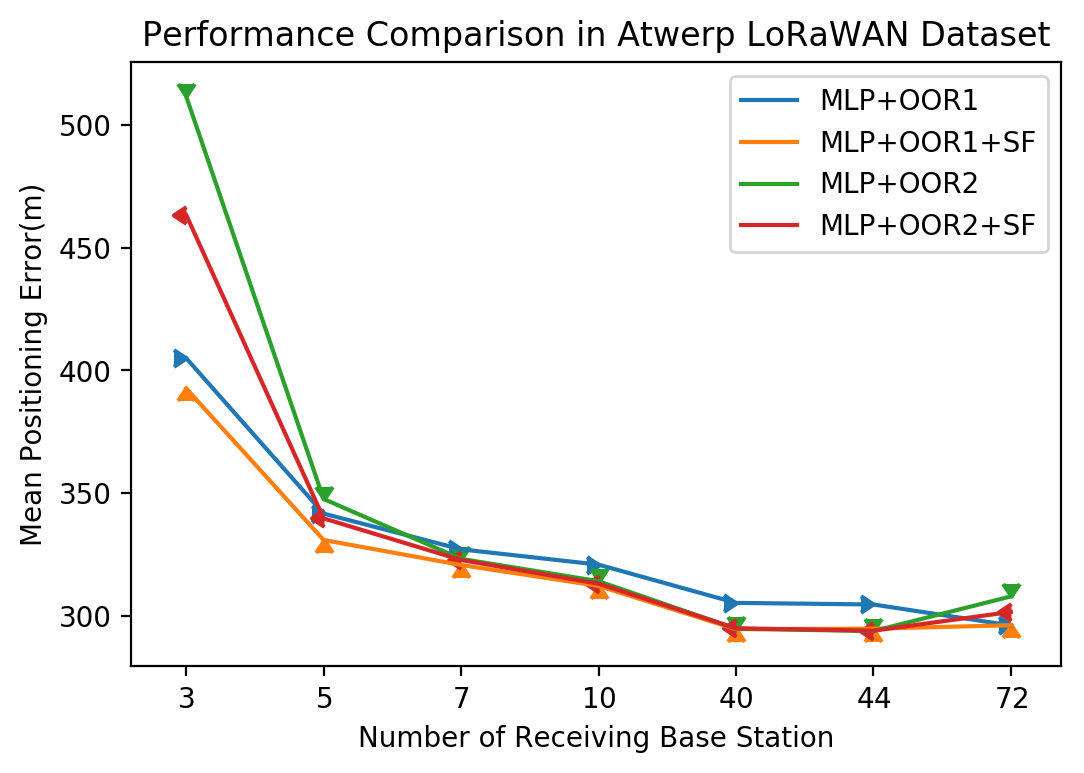 Performance Comparison in Atwerp LoRaWAN Dataset
MLP+OOR1
MLP+OOR1+SF
MLP+OOR2
MLP+OOR2+SF
Mean Positioning Error(m)
500
450
400
350
300
3 5 7 10 40 44 72
Number of Receiving Base Station